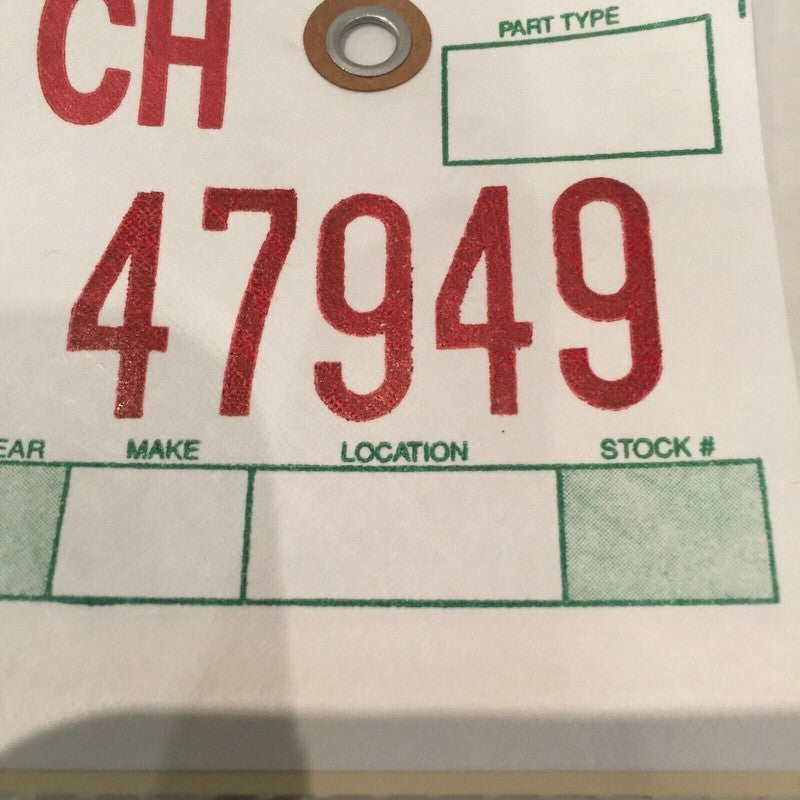 CH
PART TYPE
47949
EAR MAKE LOCATION STOCK #